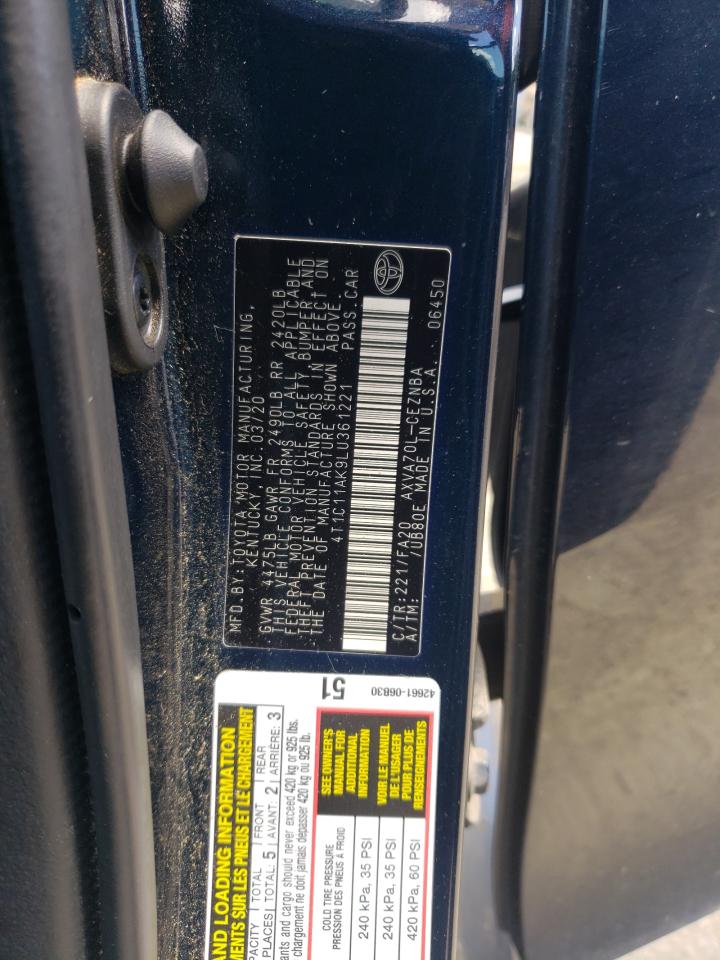 MFD. BY: TOYOTA MOTOR MANUFACTURING,
KENTUCKY, INC. 03/20
GVWR 4475LB GAWR FR 2490LB RR 2420LB
THIS VEHICLE CONFORMS TO ALL APPLICABLE
FEDERAL MOTOR VEHICLE SAFETY BUMPER AND
THEFT PREVENTION STANDARDS IN EFFECT ON
THE DATE OF MANUFACTURE SHOWN ABOVE.
4T1C11AK9LU361221 PASS.CAR
C/TR:221/FA20 AXVA70L-CEZNBA
A/TM: /UB80E MADE IN U.S.A. 06450
51
42661-06B30
AND LOADING INFORMATION
MENTS SUR LES PNEUS ET LE CHARGEMENT
TOTAL 5 FRONT 2 REAR 3
PLACES TOTAL: AVANT: ARRIÈRE:
ants and cargo should never exceed 420 kg or 925 lbs.
chargement ne doit jamais dépasser 420 kg ou 925 lb.
COLD TIRE PRESSURE
PRESSION DES PNEUS À FROID
240 kPa, 35 PSI
240 kPa, 35 PSI
420 kPa, 60 PSI
SEE OWNER'S
MANUAL FOR
ADDITIONAL
INFORMATION
VOIR LE MANUEL
DE L'USAGER
POUR PLUS DE
RENSEIGNEMENTS